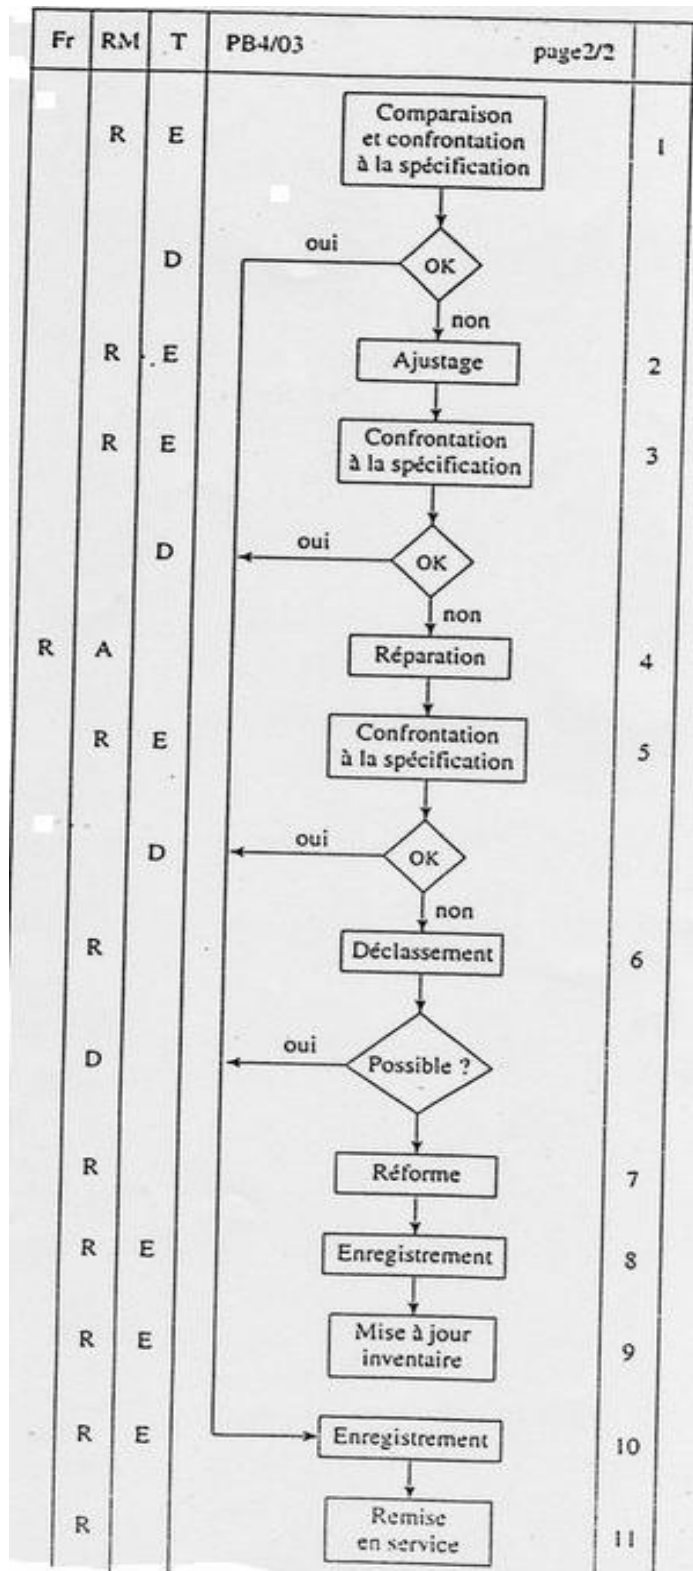 Fr RM T PB4/03 page2/2
R E Comparaison
et confrontation
à la spécification 1
oui
D OK
non
R E Ajustage 2
R E Confrontation
à la spécification 3
oui
D OK
non
R A Réparation 4
R E Confrontation
à la spécification 5
oui
D OK
non
R Déclassement 6
oui
D Possible ?
R Réforme 7
R E Enregistrement 8
R E Mise à jour
inventaire 9
R E Enregistrement 10
R Remise
en service 11